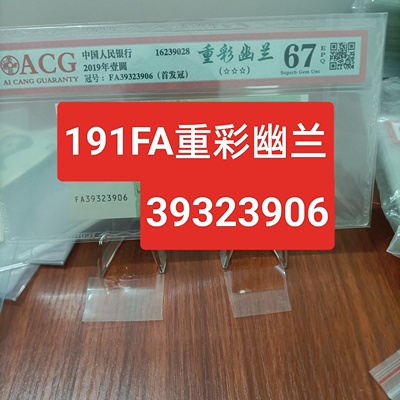 ACG
AI CANG GUARANTY
中国人民银行 16239028
2019年壹圆
冠号：FA39323906（首发冠）
重彩幽兰
(☆☆☆)
67 EPQ
Superb Gem Unc
191FA重彩幽兰
FA39323906
39323906